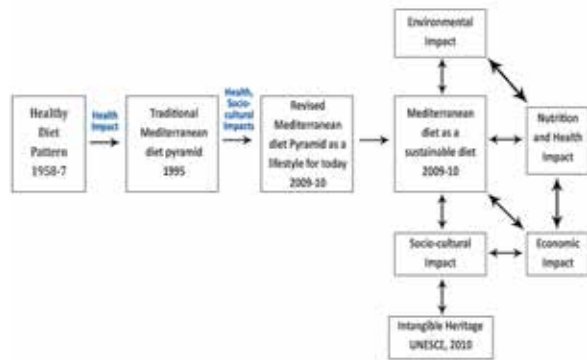 Environmental
Impact
Healthy
Diet
Pattern
1958-7
Health
Impact
Traditional
Mediterranean
diet pyramid
1995
Health,
Socio-
cultural
Impacts
Revised
Mediterranean
diet Pyramid as a
lifestyle for today
2009-10
Mediterranean
diet as a
sustainable diet
2009-10
Nutrition
and Health
Impact
Socio-cultural
Impact
Economic
Impact
Intangible Heritage
UNESCE, 2010